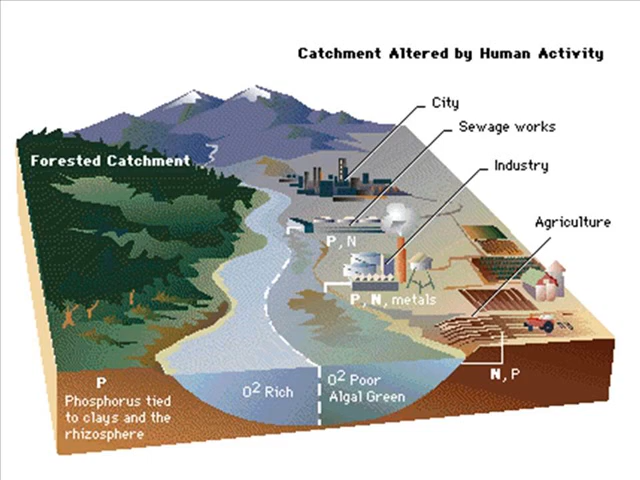 Catchment Altered by Human Activity
City
Sewage works
Industry
Agriculture
Forested Catchment
P, N
P, N, metals
N, P
P
Phosphorus tied
to clays and the
rhizosphere
O2 Rich
O2 Poor
Algal Green